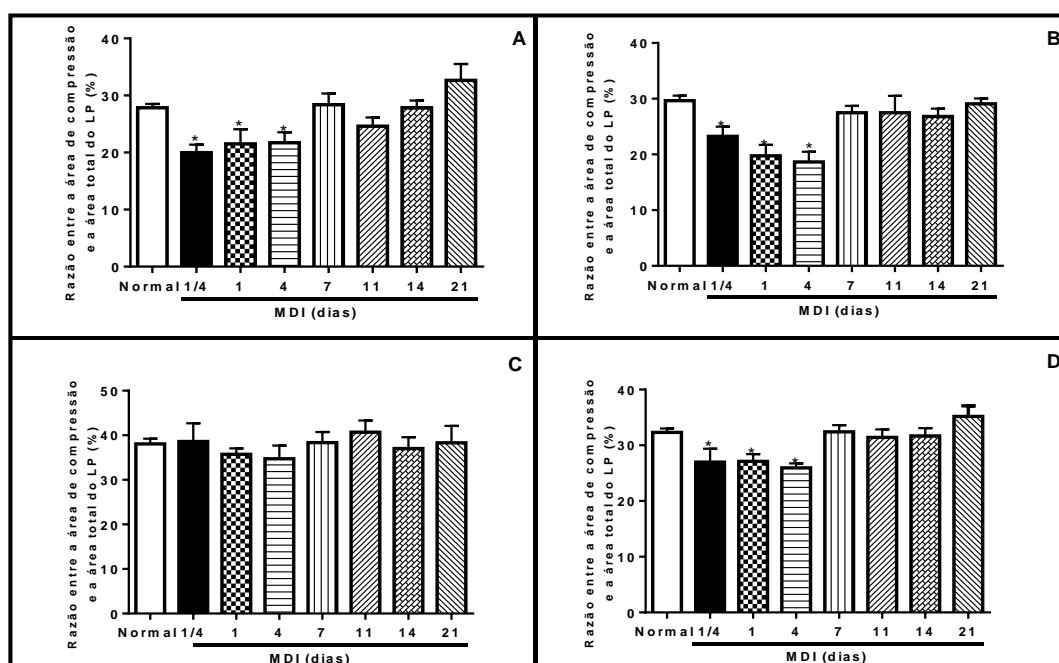 A
Razão entre a área de compressão
e a área total do LP (%)
40
30
20
10
0
* * *
Normal 1/4 1 4 7 11 14 21
MDI (dias)
B
Razão entre a área de compressão
e a área total do LP (%)
40
30
20
10
0
* * *
Normal 1/4 1 4 7 11 14 21
MDI (dias)
C
Razão entre a área de compressão
e a área total do LP (%)
50
40
30
20
10
0
Normal 1/4 1 4 7 11 14 21
MDI (dias)
D
Razão entre a área de compressão
e a área total do LP (%)
40
30
20
10
0
* * *
Normal 1/4 1 4 7 11 14 21
MDI (dias)